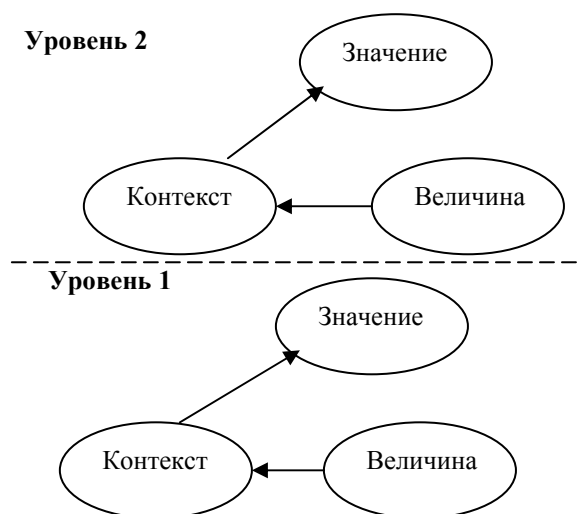 Уровень 2
Значение
Контекст
Величина
Уровень 1
Значение
Контекст
Величина